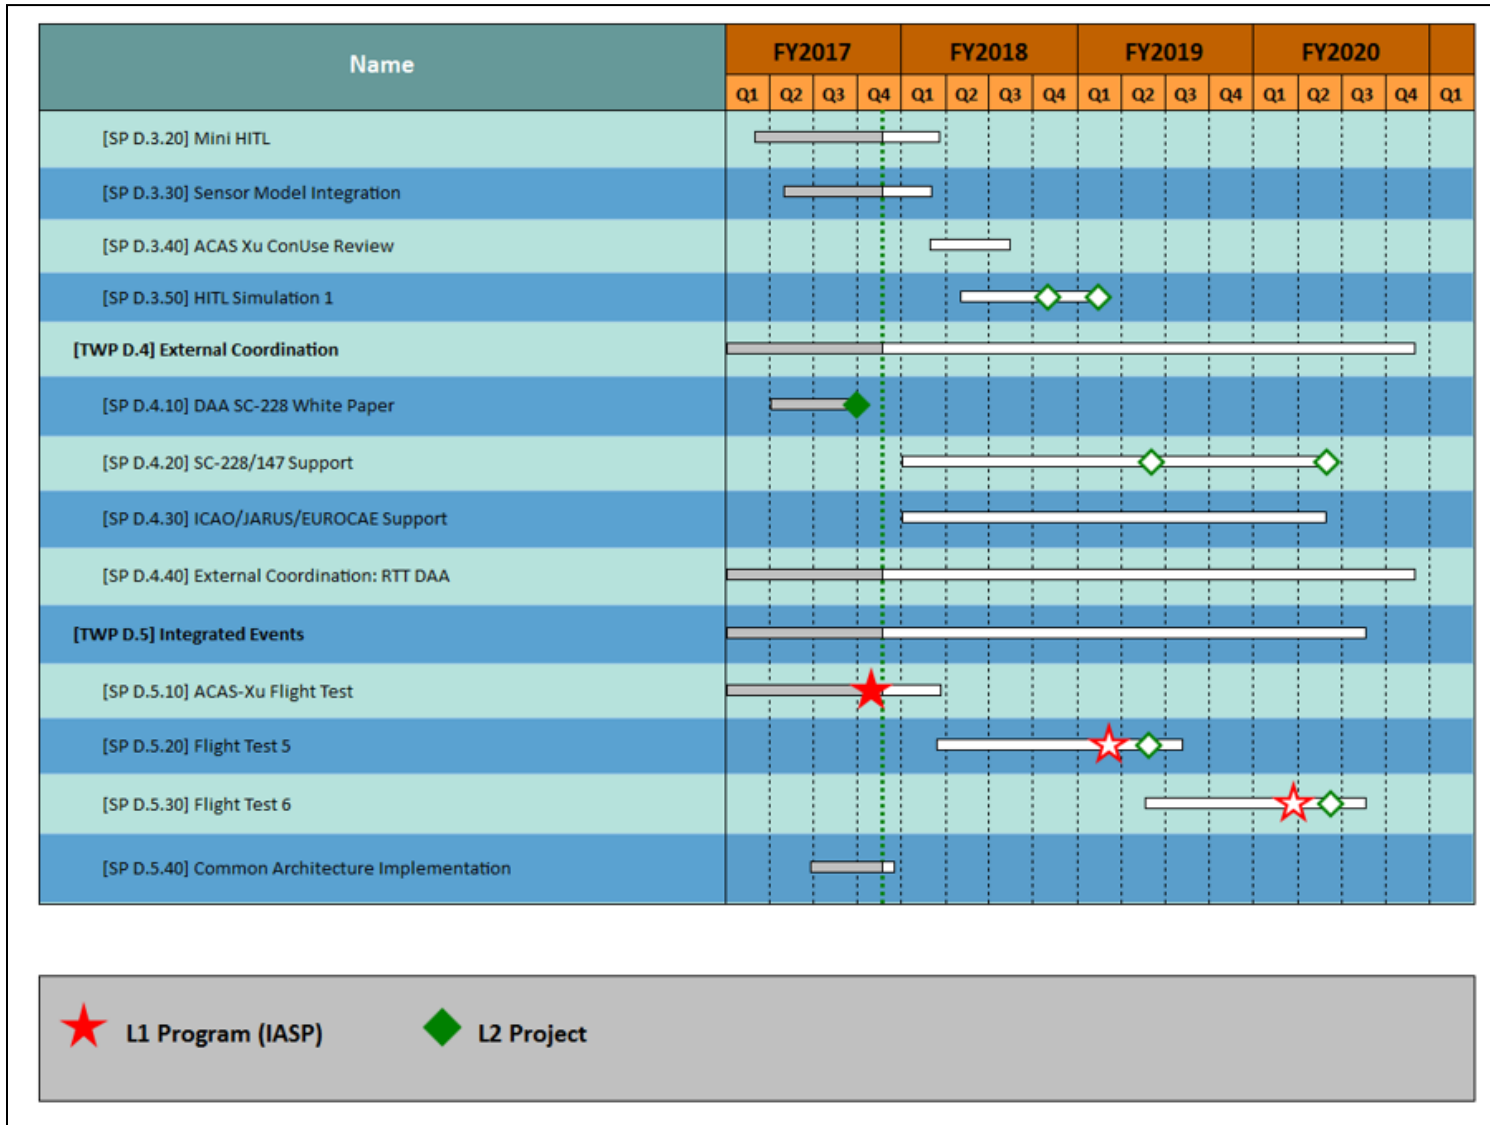 Name
FY2017 FY2018 FY2019 FY2020
Q1 Q2 Q3 Q4 Q1 Q2 Q3 Q4 Q1 Q2 Q3 Q4 Q1 Q2 Q3 Q4 Q1
[SP D.3.20] Mini HITL
[SP D.3.30] Sensor Model Integration
[SP D.3.40] ACAS Xu ConUse Review
[SP D.3.50] HITL Simulation 1
[TWP D.4] External Coordination
[SP D.4.10] DAA SC-228 White Paper
[SP D.4.20] SC-228/147 Support
[SP D.4.30] ICAO/JARUS/EUROCAE Support
[SP D.4.40] External Coordination: RTT DAA
[TWP D.5] Integrated Events
[SP D.5.10] ACAS-Xu Flight Test
[SP D.5.20] Flight Test 5
[SP D.5.30] Flight Test 6
[SP D.5.40] Common Architecture Implementation
L1 Program (IASP) L2 Project